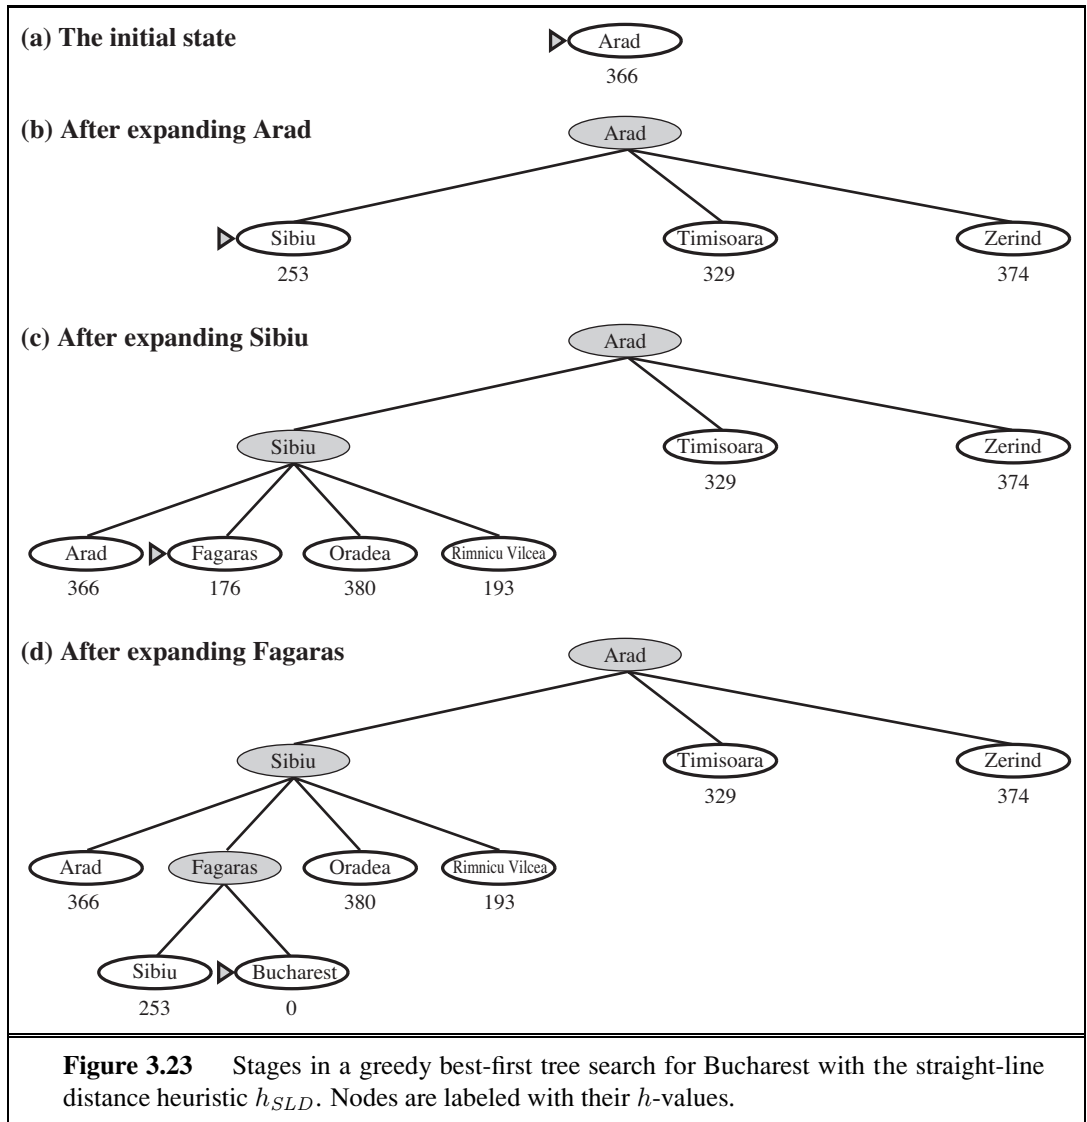 (a) The initial state
Arad
366
(b) After expanding Arad
Arad
Sibiu Timisoara Zerind
253 329 374
(c) After expanding Sibiu
Arad
Sibiu Timisoara Zerind
329 374
Arad Fagaras Oradea Rimnicu Vilcea
366 176 380 193
(d) After expanding Fagaras
Arad
Sibiu Timisoara Zerind
329 374
Arad Fagaras Oradea Rimnicu Vilcea
366 380 193
Sibiu Bucharest
253 0
Figure 3.23 Stages in a greedy best-first tree search for Bucharest with the straight-line
distance heuristic h_{SLD}. Nodes are labeled with their h-values.